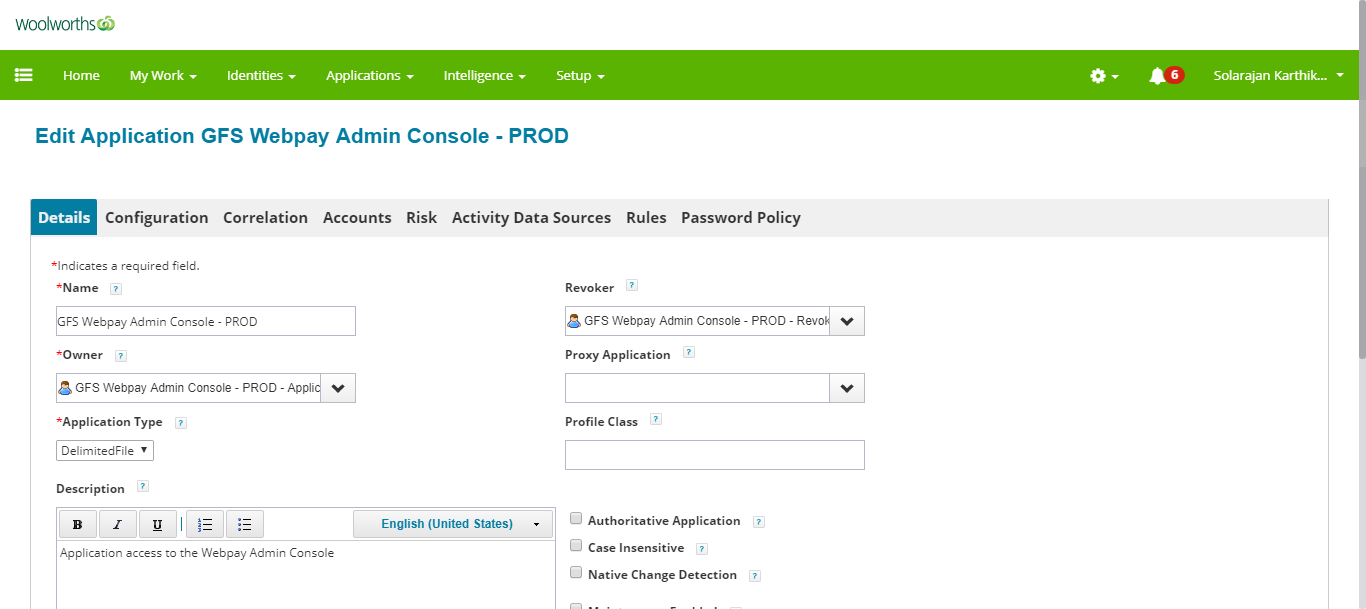 woolworths
Home My Work Identities Applications Intelligence Setup 6 Solarajan Karthik...
Edit Application GFS Webpay Admin Console - PROD
Details Configuration Correlation Accounts Risk Activity Data Sources Rules Password Policy
*Indicates a required field.
*Name ? Revoker ?
GFS Webpay Admin Console - PROD GFS Webpay Admin Console - PROD - Revok
*Owner ? Proxy Application ?
GFS Webpay Admin Console - PROD - Applic
*Application Type ? Profile Class ?
DelimitedFile
Description ?
B I U English (United States) Authoritative Application ?
Application access to the Webpay Admin Console Case Insensitive ?
Native Change Detection ?